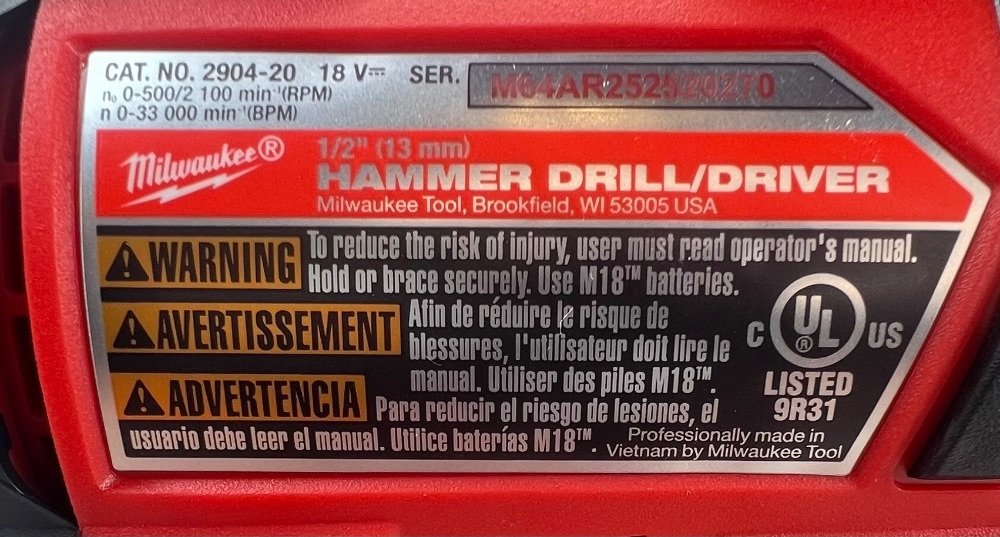 CAT. NO. 2904-20 18 V⎓ SER.
n₀ 0-500/2 100 min⁻¹(RPM)
n 0-33 000 min⁻¹(BPM)
Milwaukee®
1/2" (13 mm)
HAMMER DRILL/DRIVER
Milwaukee Tool, Brookfield, WI 53005 USA
WARNING To reduce the risk of injury, user must read operator's manual.
Hold or brace securely. Use M18™ batteries.
AVERTISSEMENT Afin de réduire le risque de
blessures, l'utilisateur doit lire le
manual. Utiliser des piles M18™.
ADVERTENCIA Para reducir el riesgo de lesiones, el
usuario debe leer el manual. Utilice baterías M18™.
C UL® US
LISTED
9R31
Professionally made in
Vietnam by Milwaukee Tool